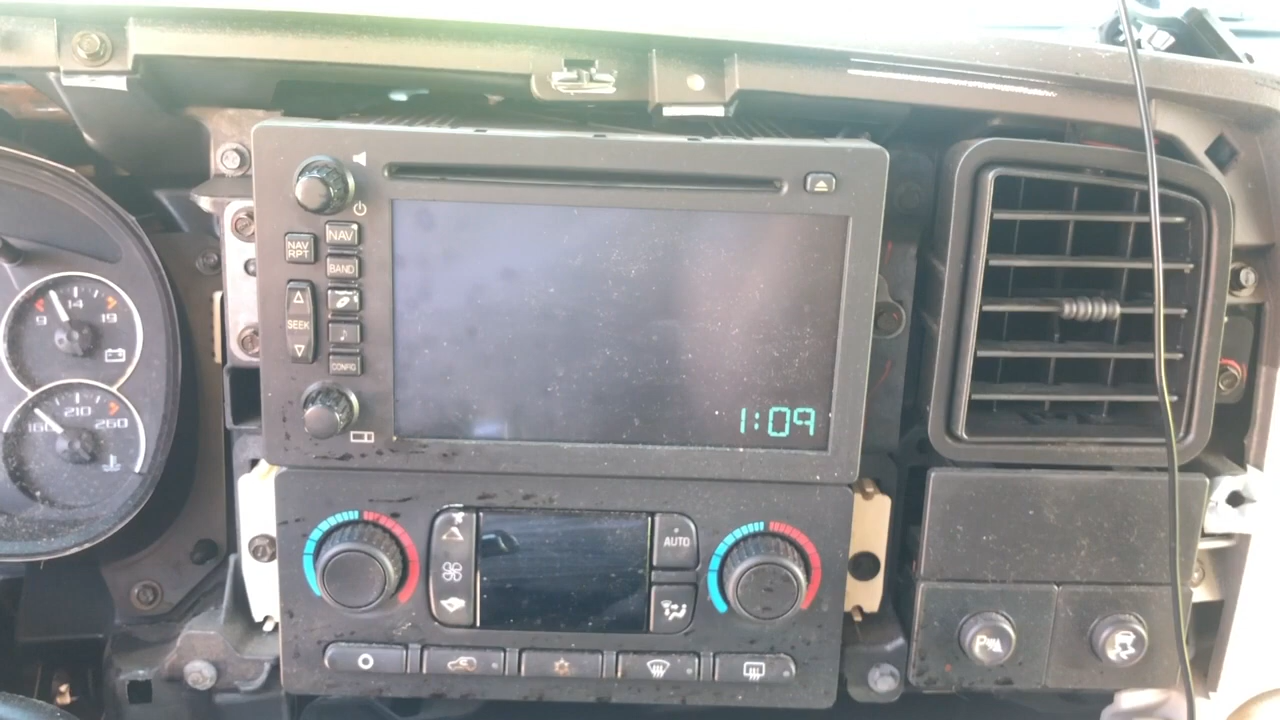 NAV
NAV
RPT
BAND
SEEK
CONFIG
1:09
9
14
19
160
210
260
AUTO